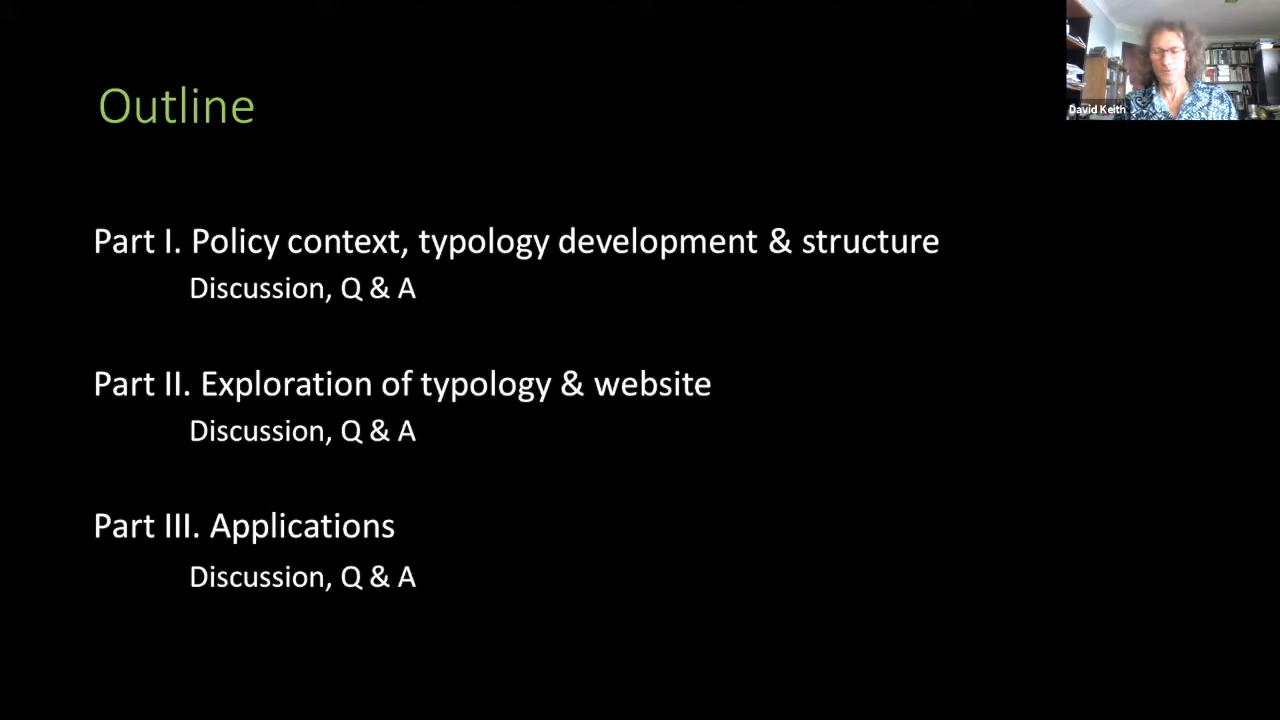 Outline
David Keith
Part I. Policy context, typology development & structure
Discussion, Q & A
Part II. Exploration of typology & website
Discussion, Q & A
Part III. Applications
Discussion, Q & A